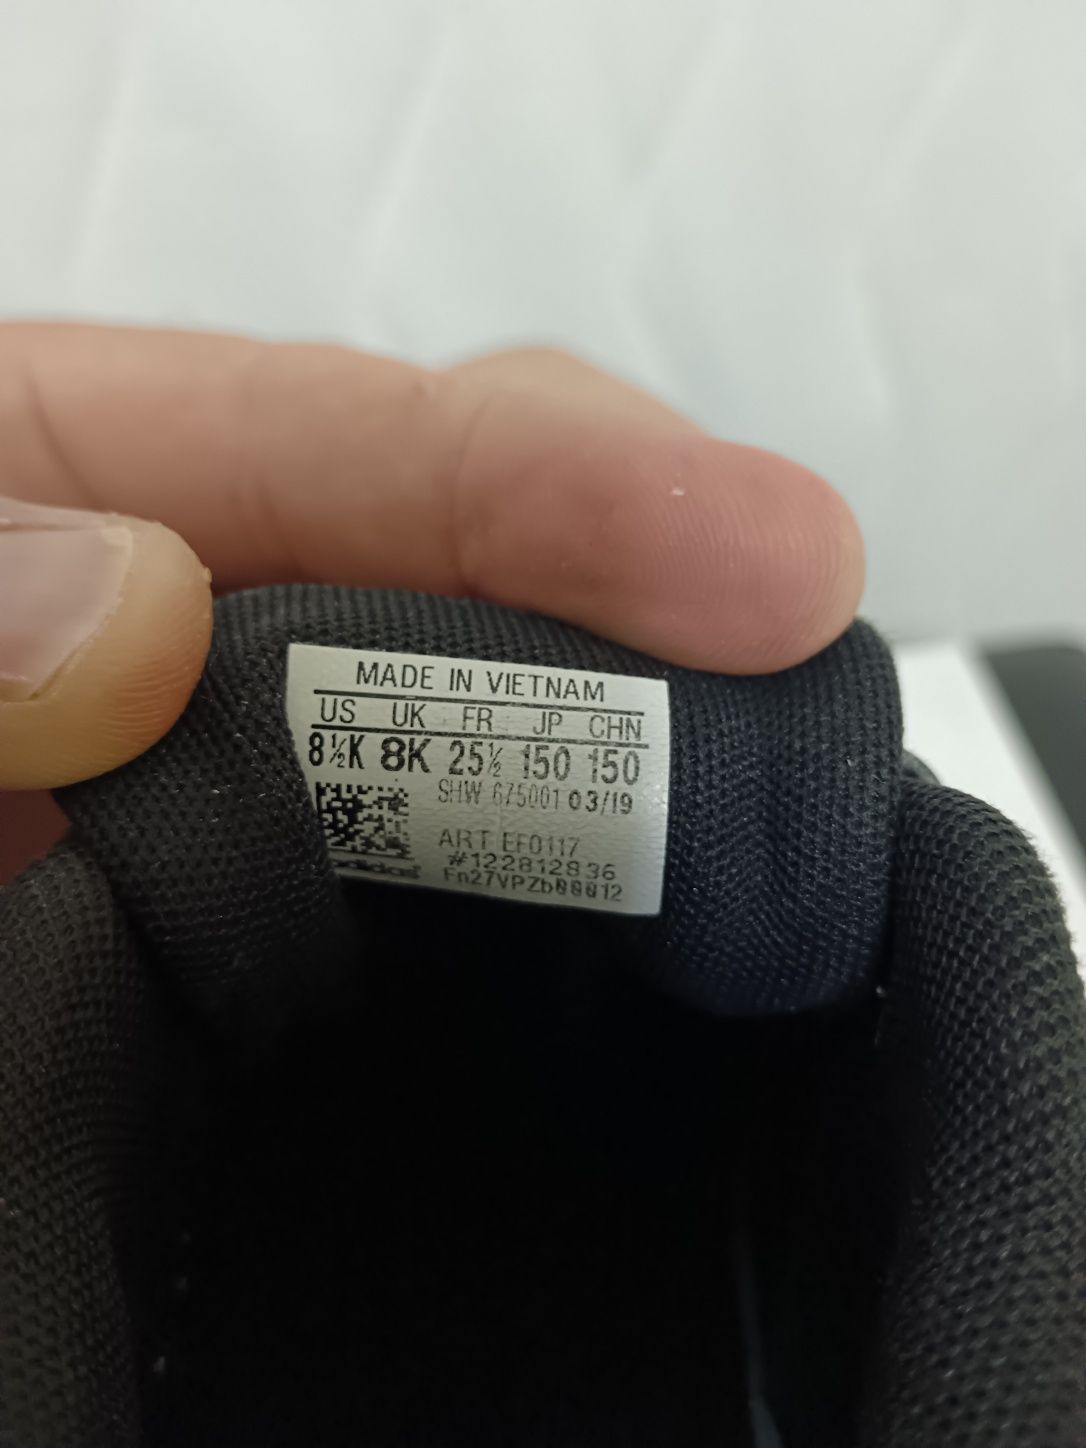 MADE IN VIETNAM
US UK FR JP CHN
8½K 8K 25½ 150 150
SHW 675001 03/19
ART EF0117
#122812836
adidas